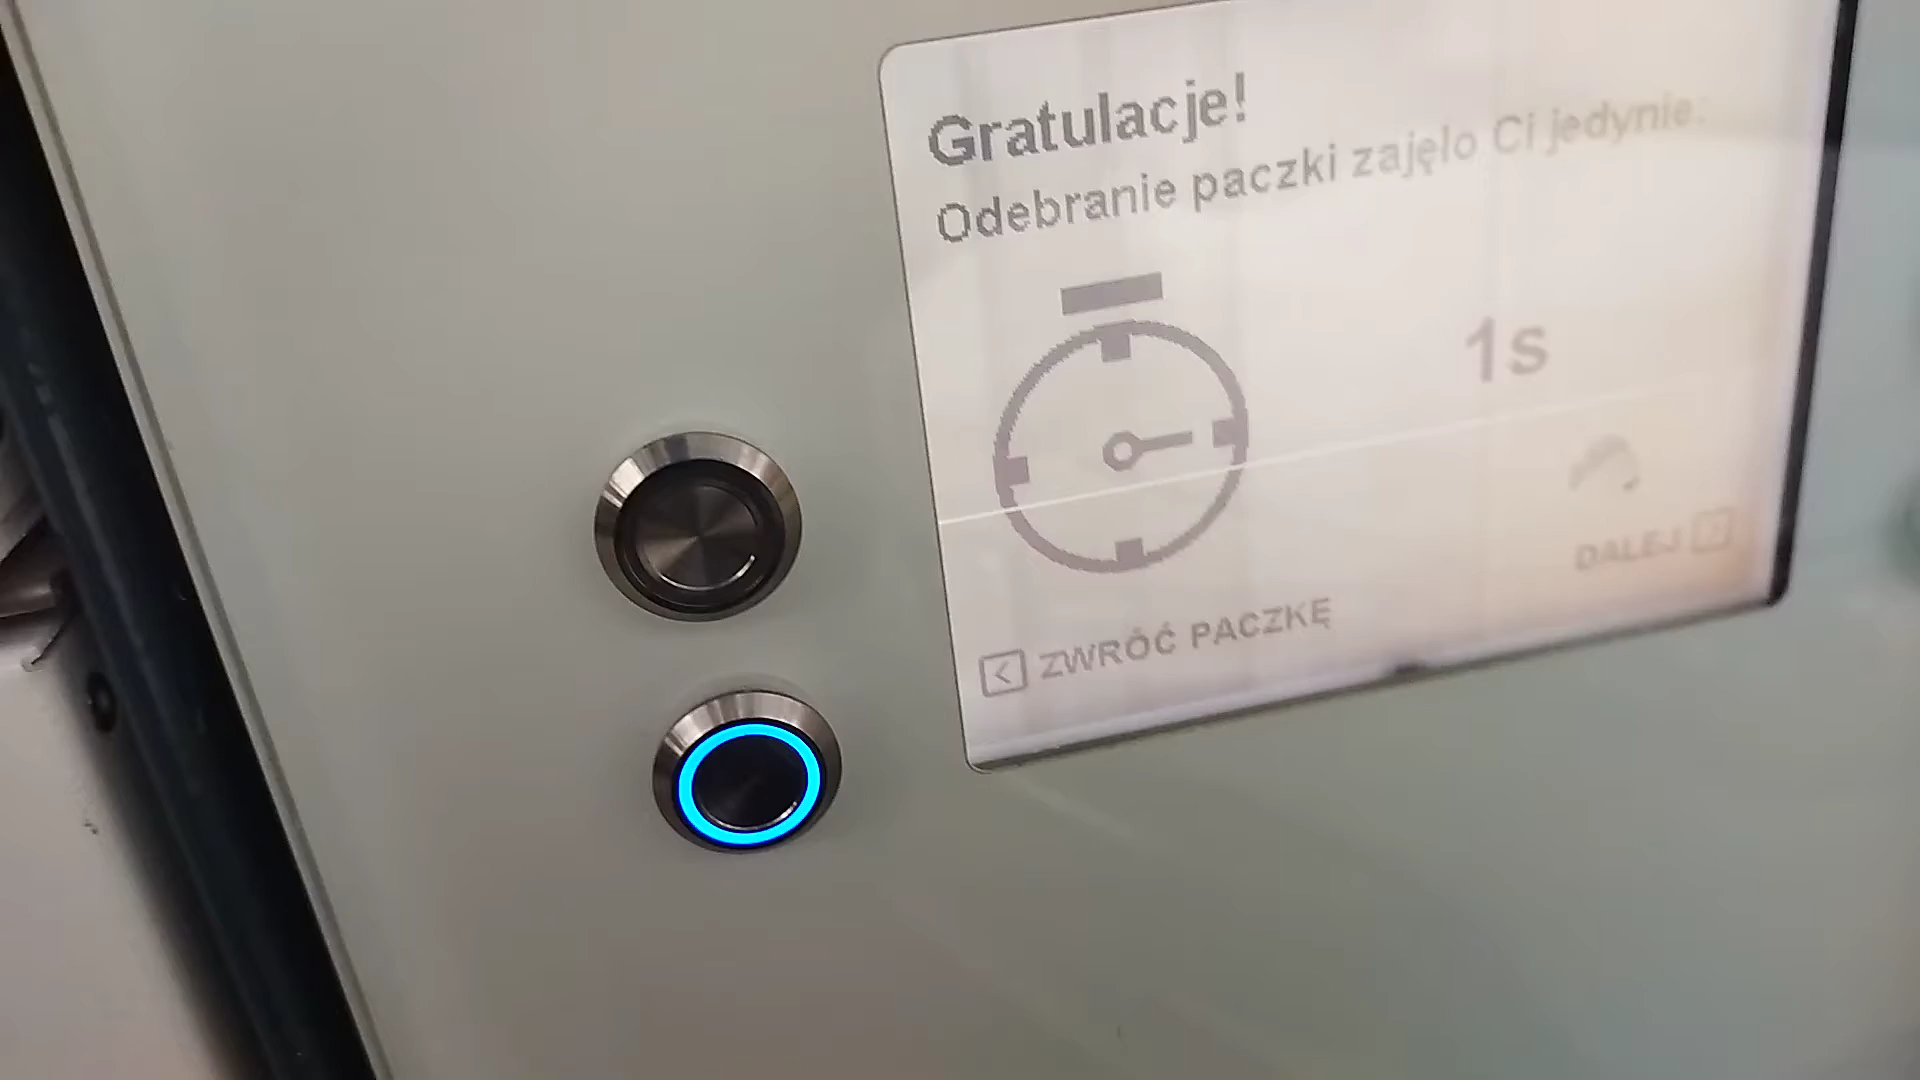 Gratulacje!
Odebranie paczki zajęło Ci jedynie:
1s
DALEJ >
< ZWRÓĆ PACZKĘ